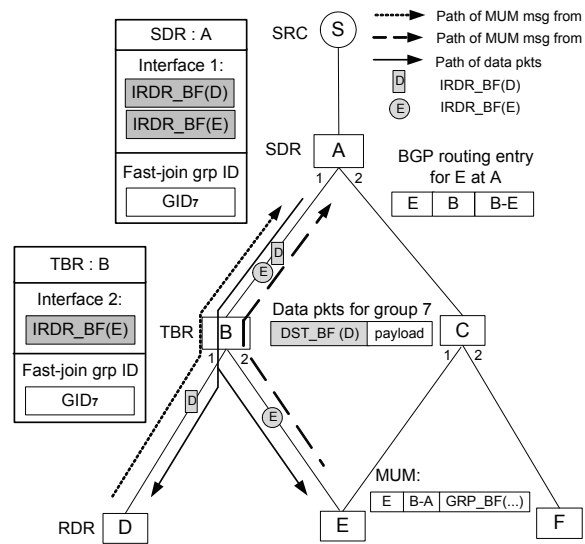 SDR : A
Interface 1:
IRDR_BF(D)
IRDR_BF(E)
Fast-join grp ID
GID7
SRC
S
Path of MUM msg from
Path of MUM msg from
Path of data pkts
D
IRDR_BF(D)
E
IRDR_BF(E)
SDR
A
1 2
BGP routing entry
for E at A
E B B-E
D
E
TBR : B
Interface 2:
IRDR_BF(E)
Fast-join grp ID
GID7
TBR
B
1 2
Data pkts for group 7
DST_BF (D) payload
C
1 2
D
E
MUM:
E B-A GRP_BF(...)
RDR
D
E
F